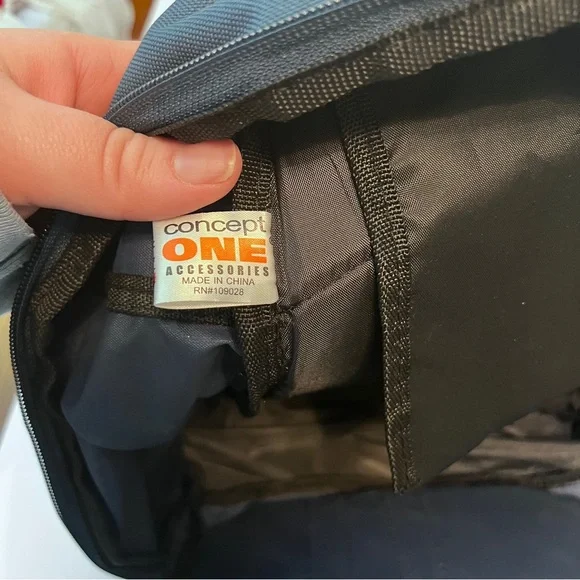 concept
ONE
ACCESSORIES
MADE IN CHINA
RN#109028